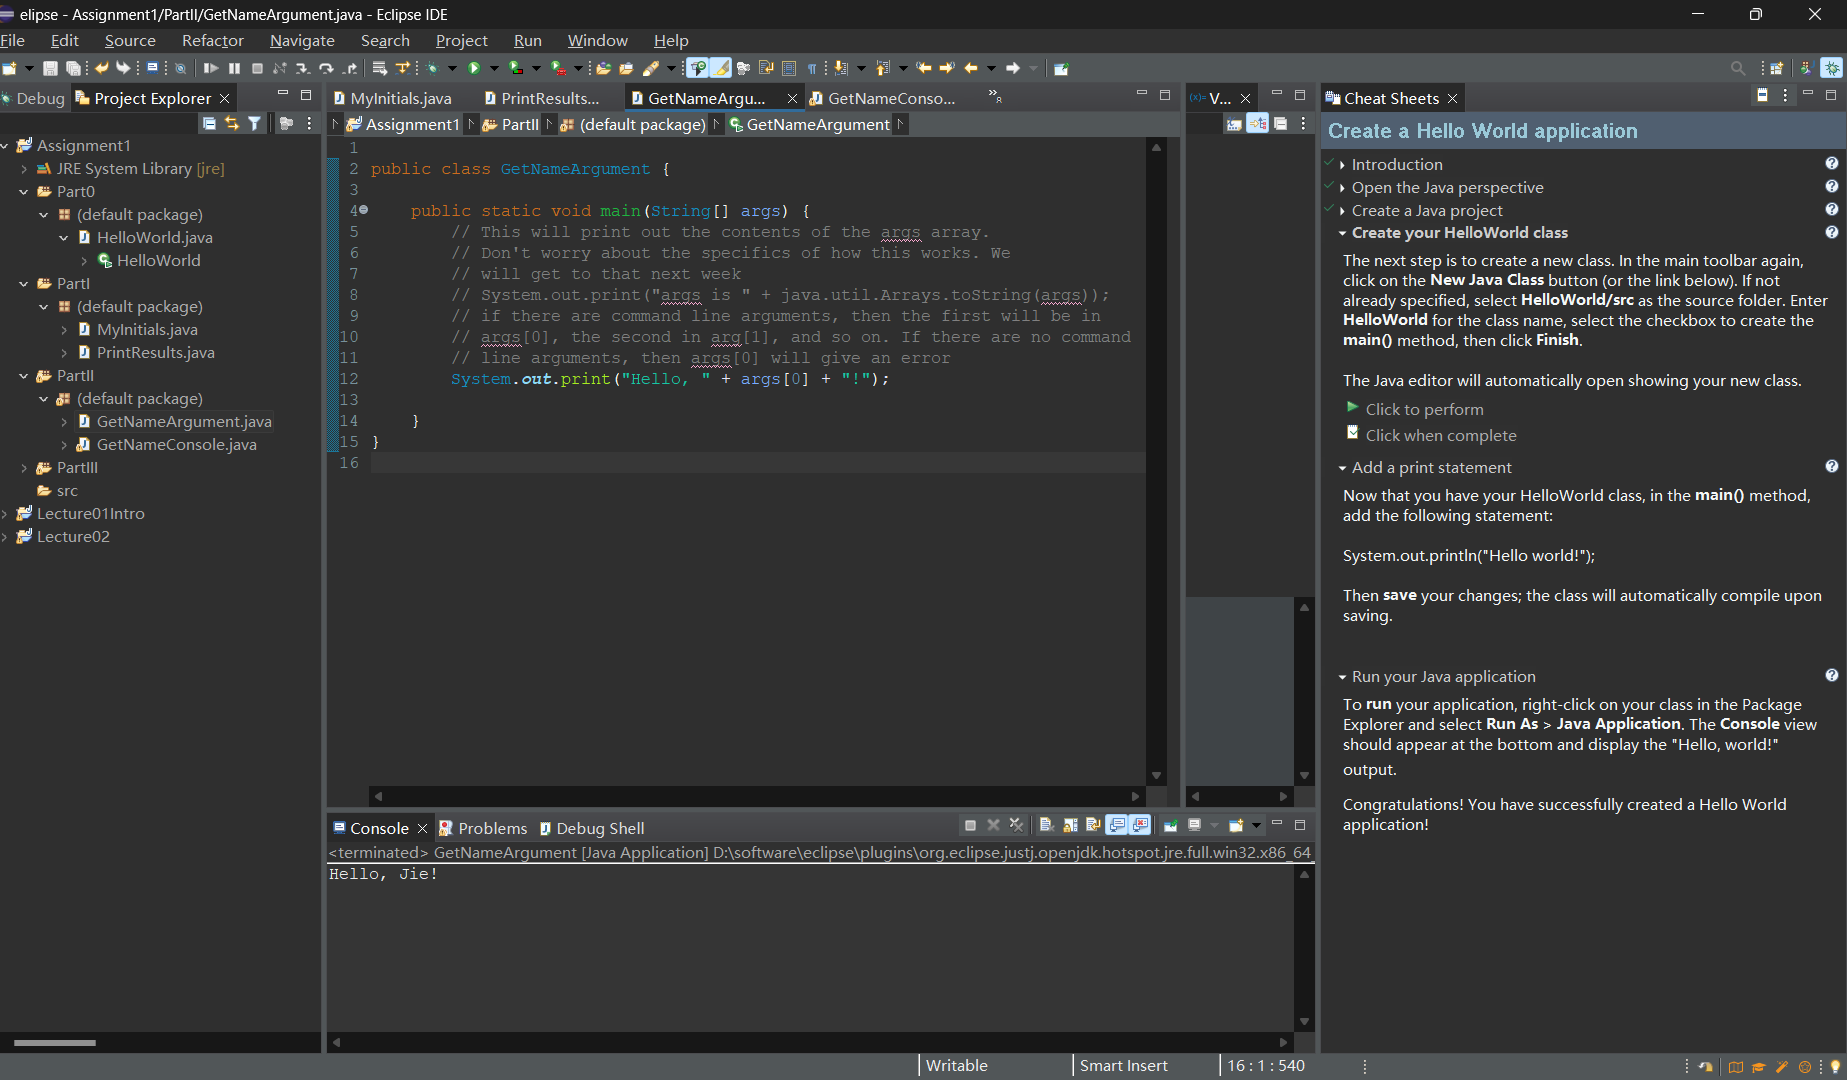 elipse - Assignment1/PartII/GetNameArgument.java - Eclipse IDE
File Edit Source Refactor Navigate Search Project Run Window Help
Debug Project Explorer
Assignment1
JRE System Library [jre]
Part0
(default package)
HelloWorld.java
HelloWorld
PartI
(default package)
MyInitials.java
PrintResults.java
PartII
(default package)
GetNameArgument.java
GetNameConsole.java
PartIII
src
Lecture01Intro
Lecture02
MyInitials.java PrintResults... GetNameArgu... GetNameConso... »8
Assignment1 PartII (default package) GetNameArgument
1
2 public class GetNameArgument {
3
4 public static void main(String[] args) {
5 // This will print out the contents of the args array.
6 // Don't worry about the specifics of how this works. We
7 // will get to that next week
8 // System.out.print("args is " + java.util.Arrays.toString(args));
9 // if there are command line arguments, then the first will be in
10 // args[0], the second in arg[1], and so on. If there are no command
11 // line arguments, then args[0] will give an error
12 System.out.print("Hello, " + args[0] + "!");
13
14 }
15 }
16
(x)= V...
Console Problems Debug Shell
<terminated> GetNameArgument [Java Application] D:\software\eclipse\plugins\org.eclipse.justj.openjdk.hotspot.jre.full.win32.x86_64
Hello, Jie!
Cheat Sheets
Create a Hello World application
Introduction
Open the Java perspective
Create a Java project
Create your HelloWorld class
The next step is to create a new class. In the main toolbar again,
click on the New Java Class button (or the link below). If not
already specified, select HelloWorld/src as the source folder. Enter
HelloWorld for the class name, select the checkbox to create the
main() method, then click Finish.
The Java editor will automatically open showing your new class.
Click to perform
Click when complete
Add a print statement
Now that you have your HelloWorld class, in the main() method,
add the following statement:
System.out.println("Hello world!");
Then save your changes; the class will automatically compile upon
saving.
Run your Java application
To run your application, right-click on your class in the Package
Explorer and select Run As > Java Application. The Console view
should appear at the bottom and display the "Hello, world!"
output.
Congratulations! You have successfully created a Hello World
application!
Writable Smart Insert 16 : 1 : 540